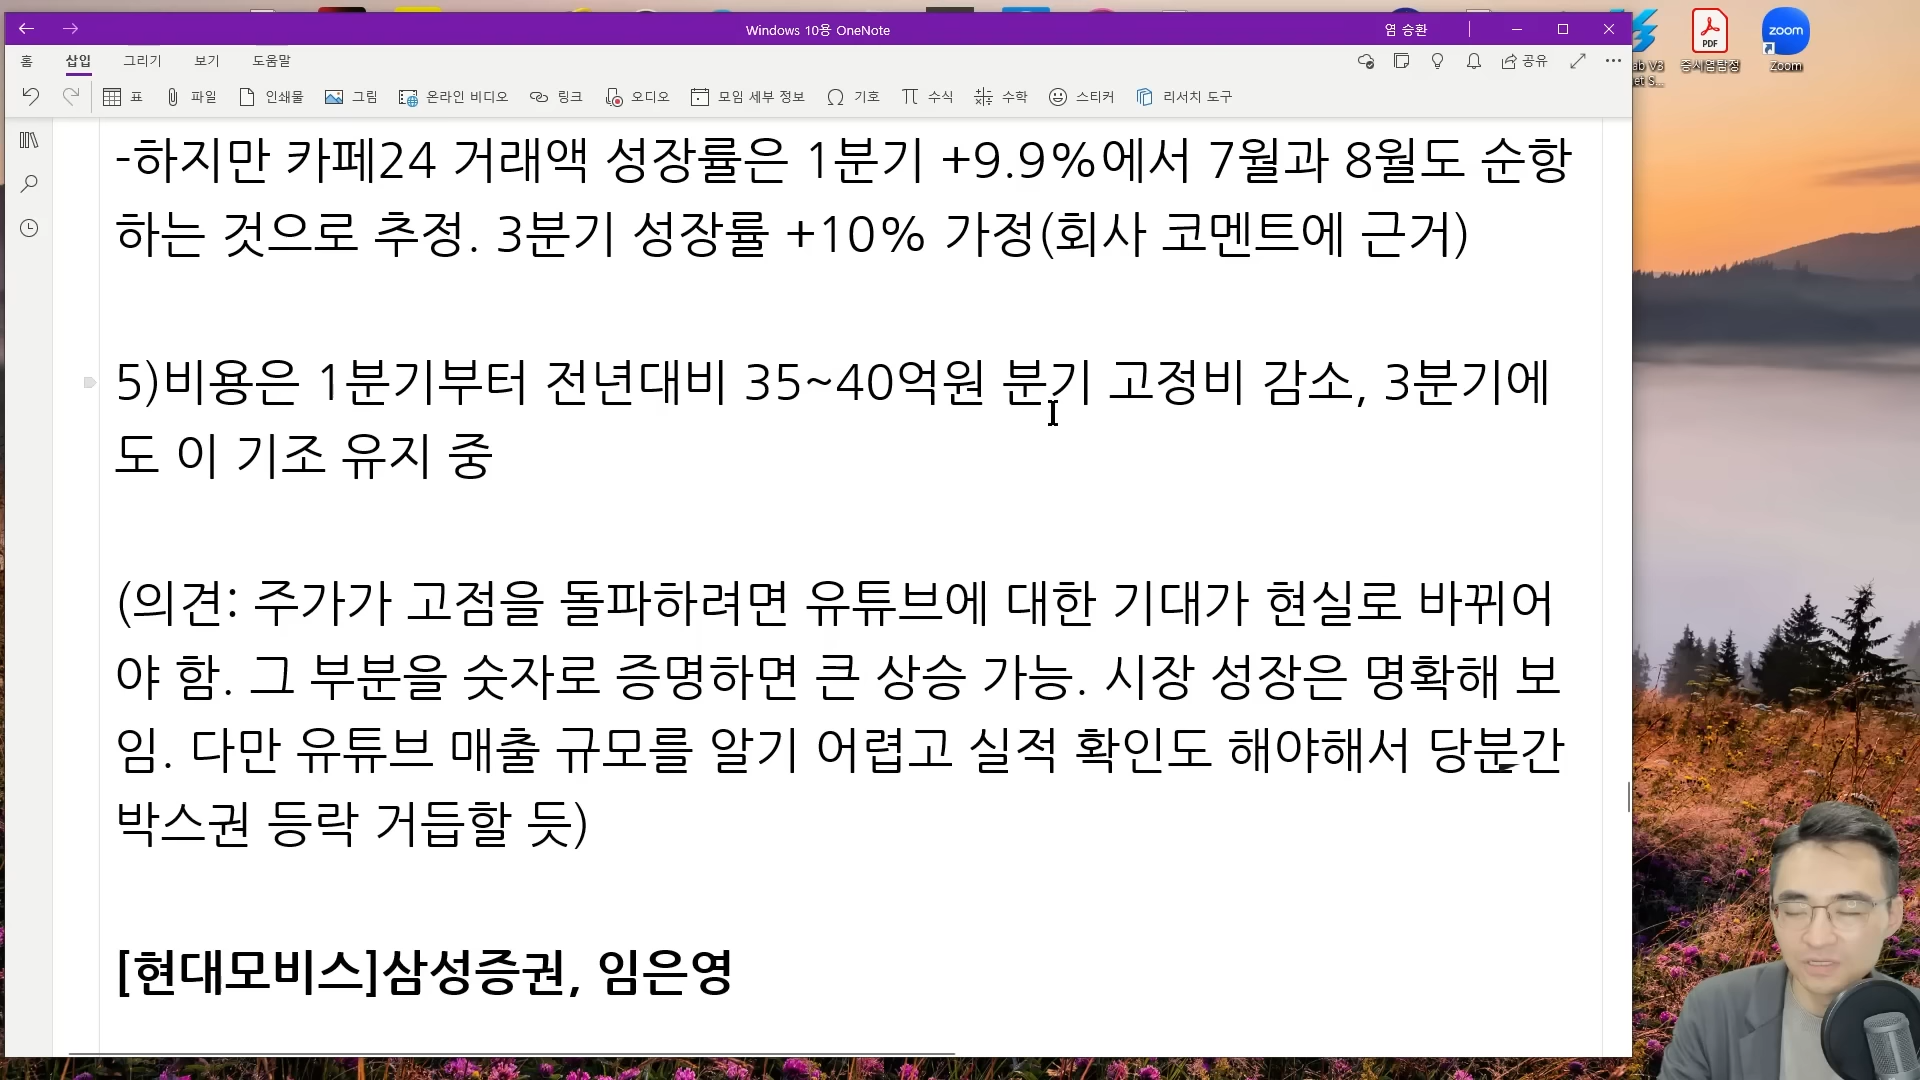 Windows 10용 OneNote
염 승환
홈
삽입
그리기
보기
도움말
공유
표
파일
인쇄물
그림
온라인 비디오
링크
오디오
모임 세부 정보
기호
수식
수학
스티커
리서치 도구
-하지만 카페24 거래액 성장률은 1분기 +9.9%에서 7월과 8월도 순항
하는 것으로 추정. 3분기 성장률 +10% 가정(회사 코멘트에 근거)
5)비용은 1분기부터 전년대비 35~40억원 분기 고정비 감소, 3분기에
도 이 기조 유지 중
(의견: 주가가 고점을 돌파하려면 유튜브에 대한 기대가 현실로 바뀌어
야 함. 그 부분을 숫자로 증명하면 큰 상승 가능. 시장 성장은 명확해 보
임. 다만 유튜브 매출 규모를 알기 어렵고 실적 확인도 해야해서 당분간
박스권 등락 거듭할 듯)
[현대모비스]삼성증권, 임은영
ab V3
et S...
PDF
증시염탐정
zoom
Zoom